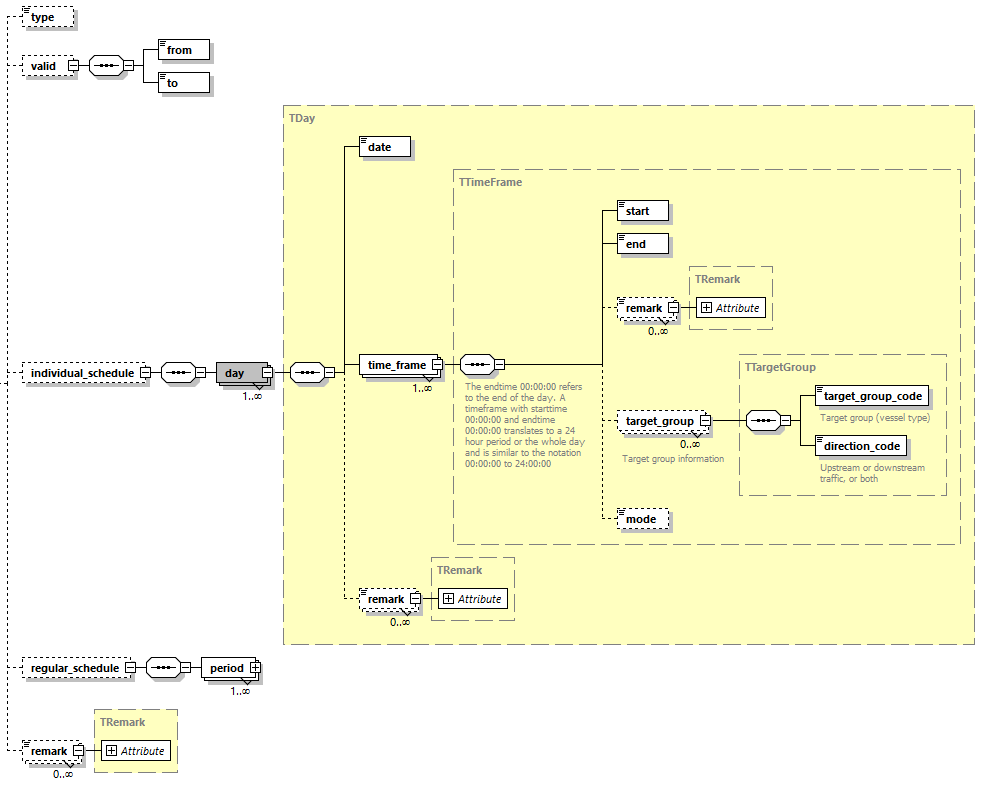 type
valid
from
to
TDay
date
TTimeFrame
start
end
TRemark
remark
Attribute
0..∞
individual_schedule
day
1..∞
time_frame
1..∞
The endtime 00:00:00 refers
to the end of the day. A
timeframe with starttime
00:00:00 and endtime
00:00:00 translates to a 24
hour period or the whole day
and is similar to the notation
00:00:00 to 24:00:00
TTargetGroup
target_group_code
Target group (vessel type)
target_group
0..∞
Target group information
direction_code
Upstream or downstream
traffic, or both
mode
TRemark
remark
Attribute
0..∞
regular_schedule
period
1..∞
TRemark
remark
Attribute
0..∞